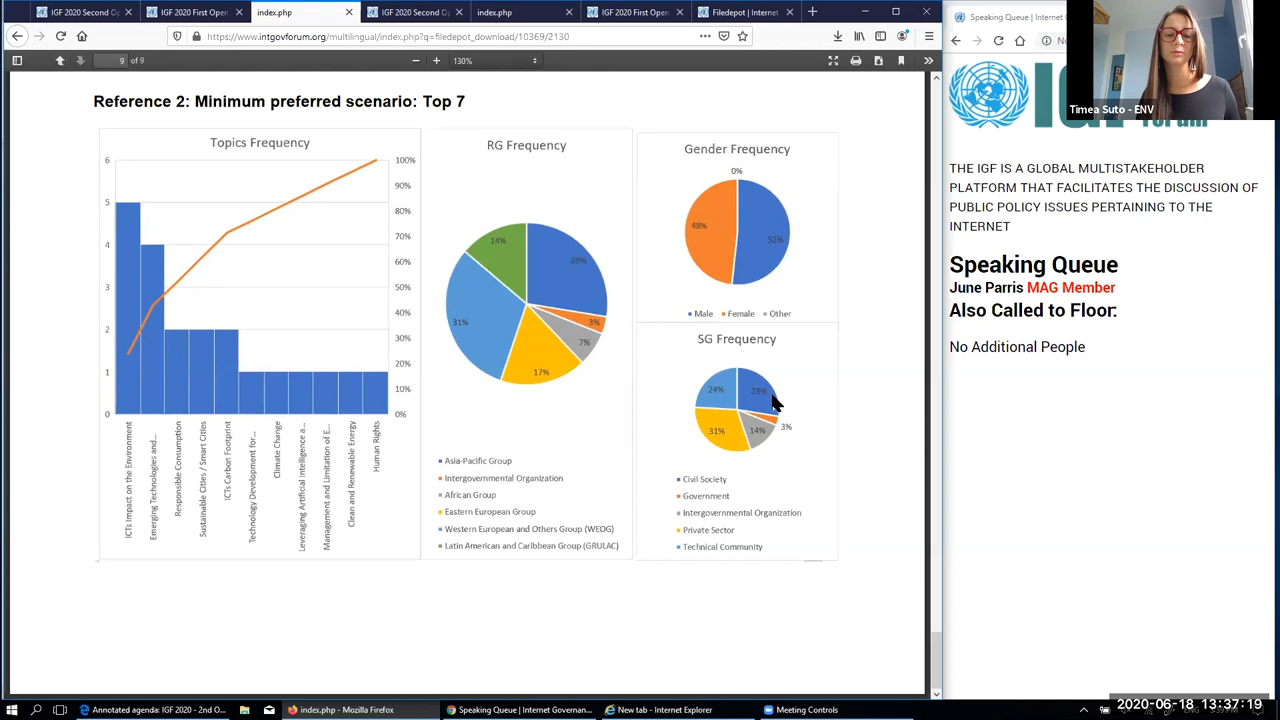 IGF 2020 Second Op
IGF 2020 First Open
index.php
IGF 2020 Second O
index.php
IGF 2020 First Open
Filedepot | Internet
Speaking Queue | Internet G
https://www.intgovforum.org/multilingual/index.php?q=filedepot_download/10369/2130
9 of 9
130%
Timea Suto - ENV
Reference 2: Minimum preferred scenario: Top 7
Topics Frequency
6
5
4
3
2
1
0
100%
90%
80%
70%
60%
50%
40%
30%
20%
10%
0%
ICTs Impact on the Environment
Emerging Technologies and...
Responsible Consumption
Sustainable Cities / Smart Cities
ICTs Carbon Footprint
Technology Development for...
Climate Change
Leveraging Artificial Intelligence a...
Management and Limitation of E...
Clean and Renewable Energy
Human Rights
RG Frequency
14%
28%
31%
3%
7%
17%
Asia-Pacific Group
Intergovernmental Organization
African Group
Eastern European Group
Western European and Others Group (WEOG)
Latin American and Caribbean Group (GRULAC)
Gender Frequency
0%
48%
52%
Male Female Other
SG Frequency
24%
28%
31%
14%
3%
Civil Society
Government
Intergovernmental Organization
Private Sector
Technical Community
THE IGF IS A GLOBAL MULTISTAKEHOLDER
PLATFORM THAT FACILITATES THE DISCUSSION OF
PUBLIC POLICY ISSUES PERTAINING TO THE
INTERNET
Speaking Queue
June Parris MAG Member
Also Called to Floor:
No Additional People
Annotated agenda: IGF 2020 - 2nd O...
index.php - Mozilla Firefox
Speaking Queue | Internet Governan...
New tab - Internet Explorer
Meeting Controls
2020-06-18 13:37:19